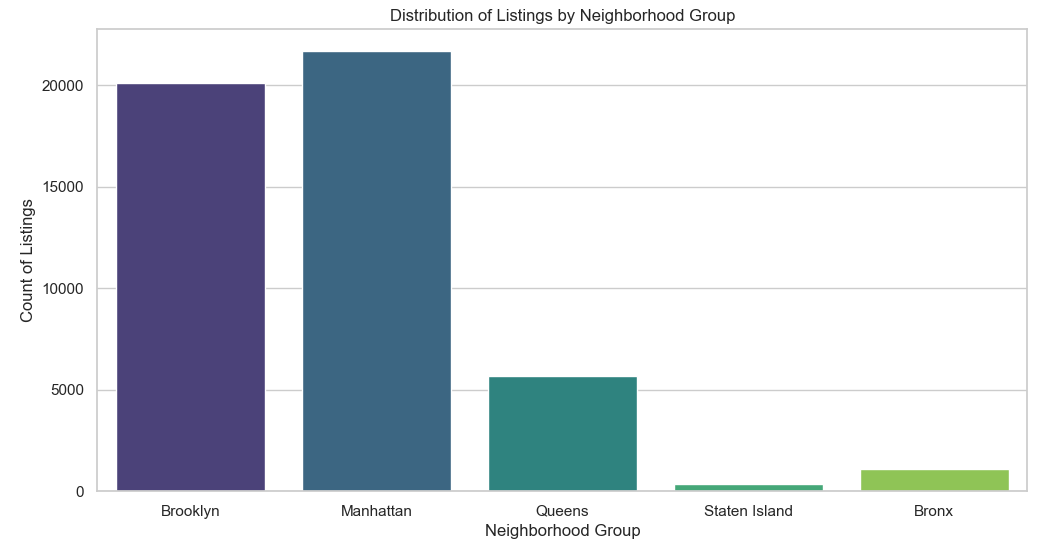 Distribution of Listings by Neighborhood Group
Count of Listings
20000
15000
10000
5000
0
Brooklyn Manhattan Queens Staten Island Bronx
Neighborhood Group